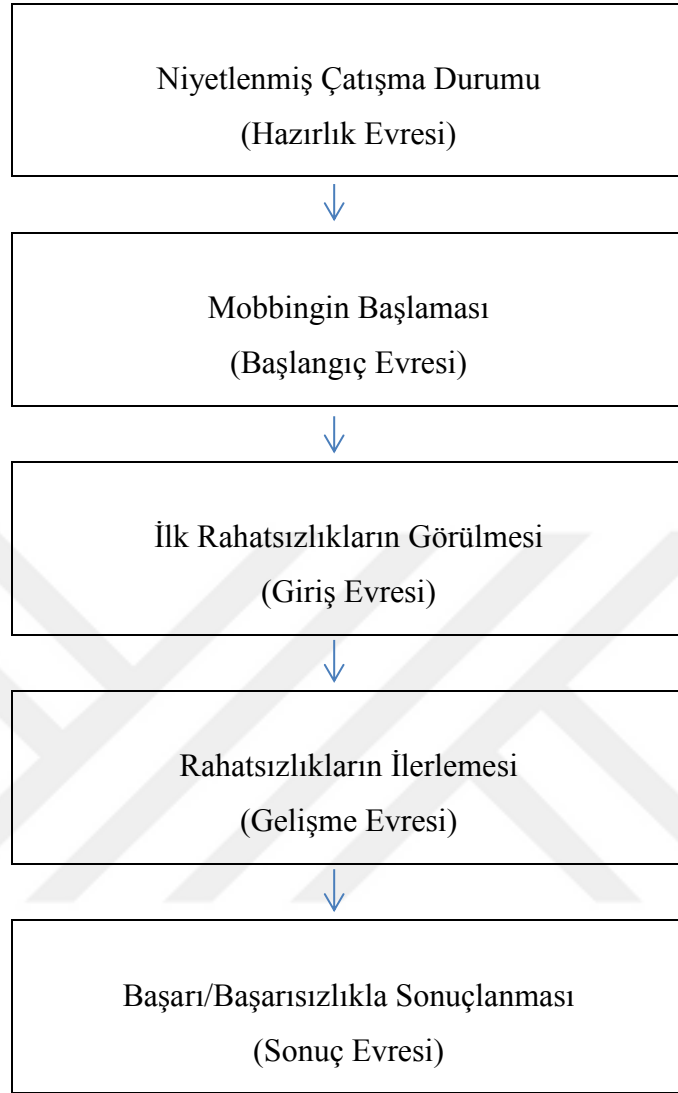 Niyetlenmiş Çatışma Durumu
(Hazırlık Evresi)
Mobbingin Başlaması
(Başlangıç Evresi)
İlk Rahatsızlıkların Görülmesi
(Giriş Evresi)
Rahatsızlıkların İlerlemesi
(Gelişme Evresi)
Başarı/Başarısızlıkla Sonuçlanması
(Sonuç Evresi)